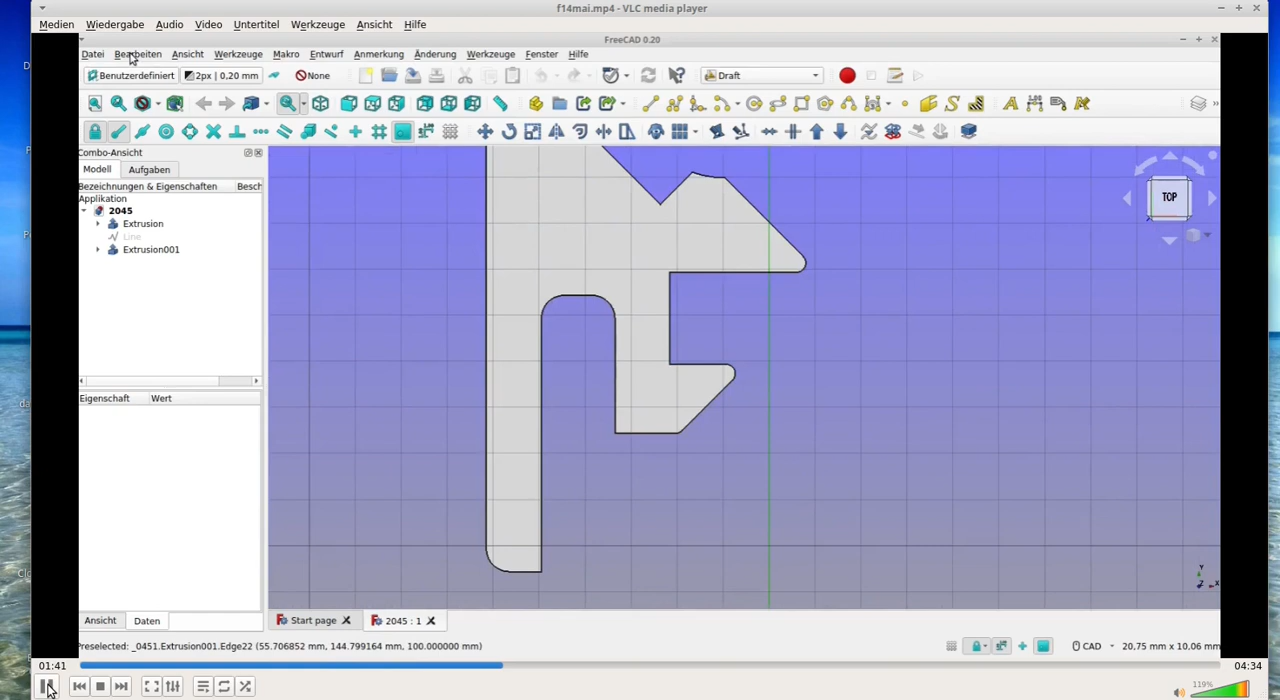 f14mai.mp4 - VLC media player
Medien Wiedergabe Audio Video Untertitel Werkzeuge Ansicht Hilfe
FreeCAD 0.20
Datei Bearbeiten Ansicht Werkzeuge Makro Entwurf Anmerkung Änderung Werkzeuge Fenster Hilfe
Benutzerdefiniert 2px | 0,20 mm None Draft
Combo-Ansicht
Modell Aufgaben
Bezeichnungen & Eigenschaften Besch
Applikation
2045
Extrusion
Line
Extrusion001
TOP
Eigenschaft Wert
Y
Z X
Ansicht Daten
Start page 2045 : 1
Preselected: _0451.Extrusion001.Edge22 (55.706852 mm, 144.799164 mm, 100.000000 mm) CAD 20,75 mm x 10,06 mm
01:41 04:34
119%